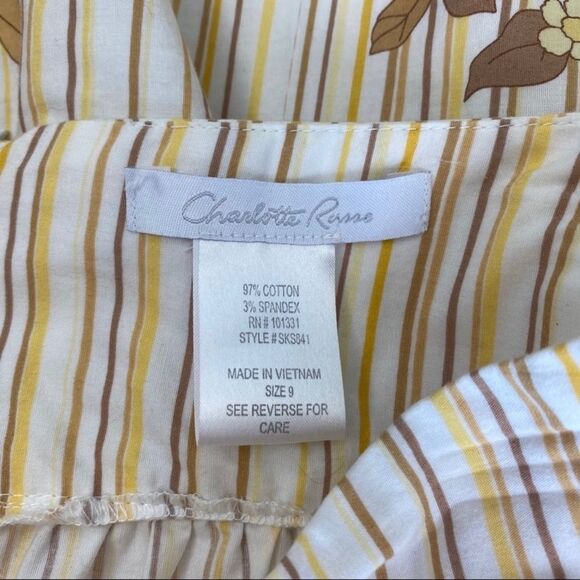 Charlotte Russe
97% COTTON
3% SPANDEX
RN # 101331
STYLE # SKS841
MADE IN VIETNAM
SIZE 9
SEE REVERSE FOR
CARE